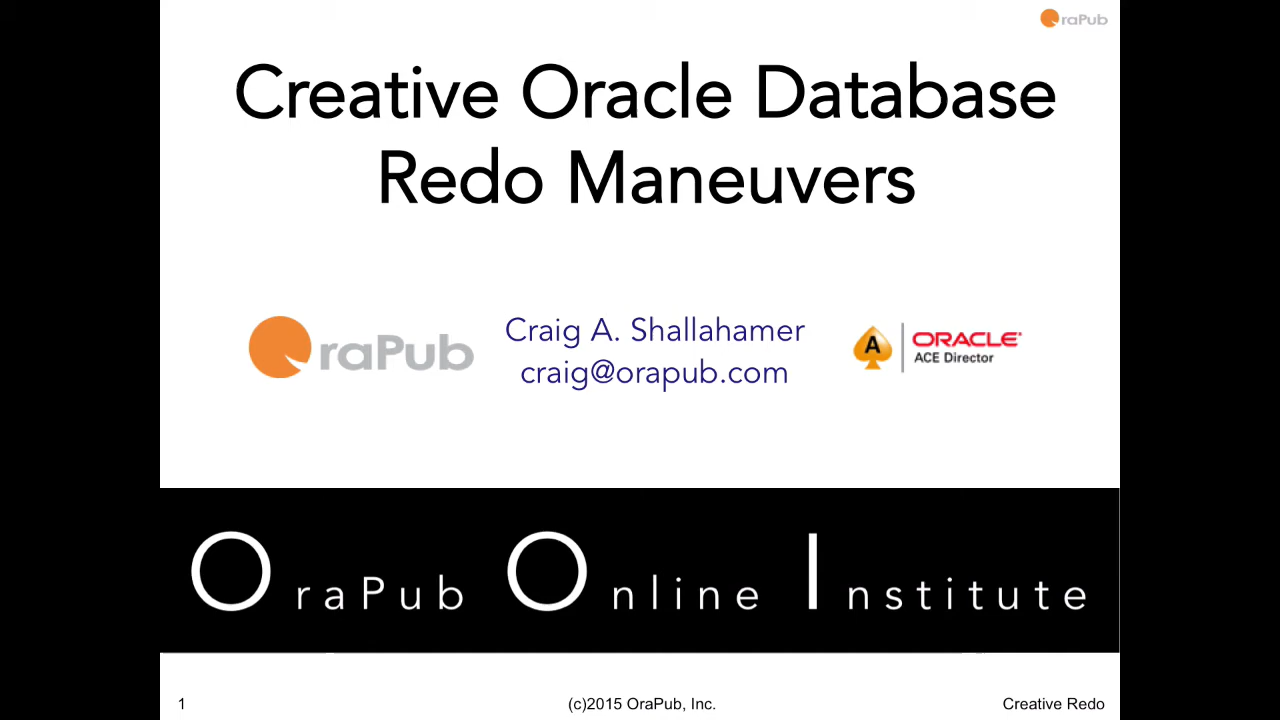 OraPub
Creative Oracle Database
Redo Maneuvers
OraPub
Craig A. Shallahamer
craig@orapub.com
A
ORACLE®
ACE Director
OraPub Online Institute
1
(c)2015 OraPub, Inc.
Creative Redo